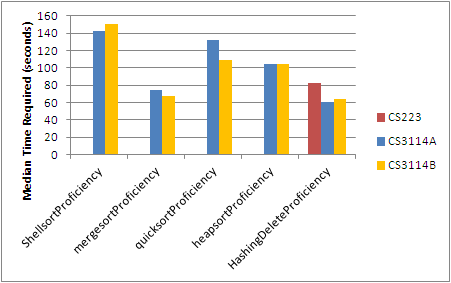 Median Time Required (seconds)
160
140
120
100
80
60
40
20
0
ShellsortProficiency
mergesortProficiency
quicksortProficiency
heapsortProficiency
HashingDeleteProficiency
CS223
CS3114A
CS3114B